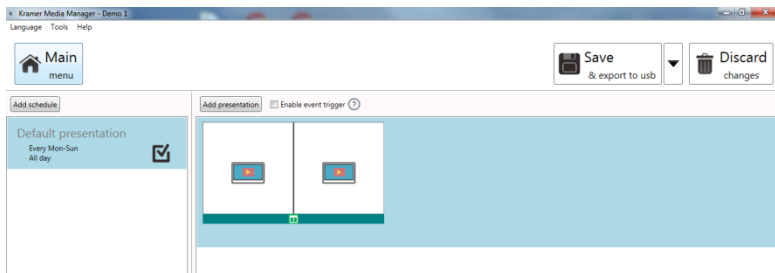 Kramer Media Manager - Demo 1
Language Tools Help
Main
menu
Save
& export to usb
Discard
changes
Add schedule
Add presentation
Enable event trigger ?
Default presentation
Every Mon-Sun
All day